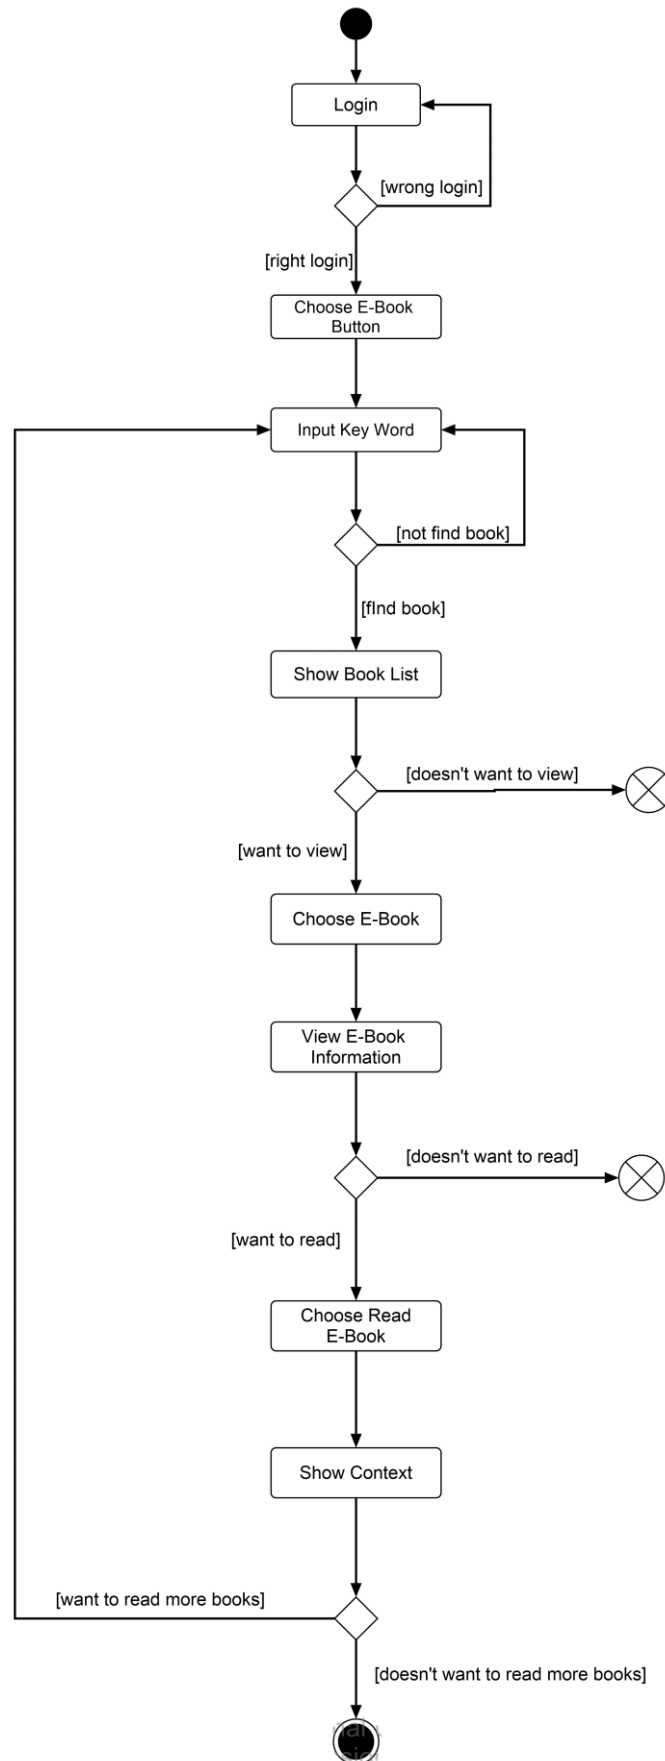 Login
[wrong login]
[right login]
Choose E-Book
Button
Input Key Word
[not find book]
[fInd book]
Show Book List
[doesn't want to view]
[want to view]
Choose E-Book
View E-Book
Information
[doesn't want to read]
[want to read]
Choose Read
E-Book
Show Context
[want to read more books]
[doesn't want to read more books]